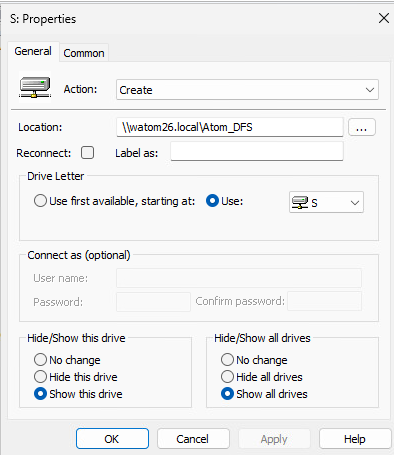 S: Properties
General
Common
Action:
Create
Location:
\\watom26.local\Atom_DFS
...
Reconnect:
Label as:
Drive Letter
Use first available, starting at:
Use:
S
Connect as (optional)
User name:
Password:
Confirm password:
Hide/Show this drive
No change
Hide this drive
Show this drive
Hide/Show all drives
No change
Hide all drives
Show all drives
OK
Cancel
Apply
Help